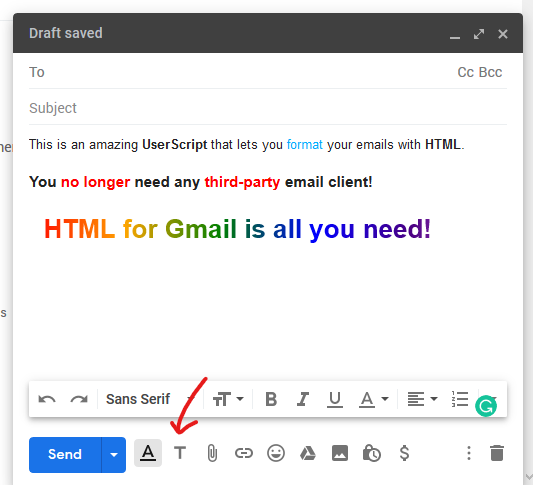 Draft saved
To Cc Bcc
Subject
This is an amazing UserScript that lets you format your emails with HTML.
You no longer need any third-party email client!
HTML for Gmail is all you need!
Sans Serif
Send